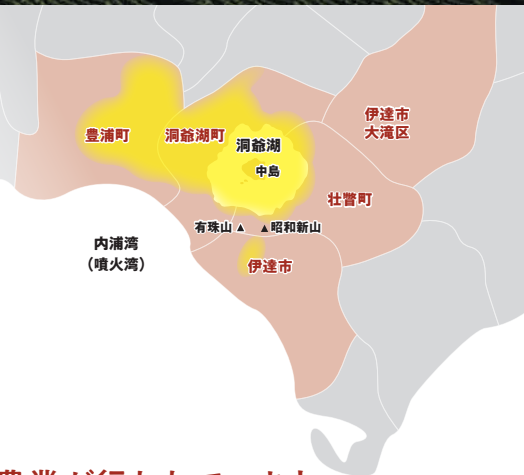 伊達市
大滝区
豊浦町
洞爺湖町
洞爺湖
中島
壮瞥町
有珠山▲
▲昭和新山
内浦湾
（噴火湾）
伊達市